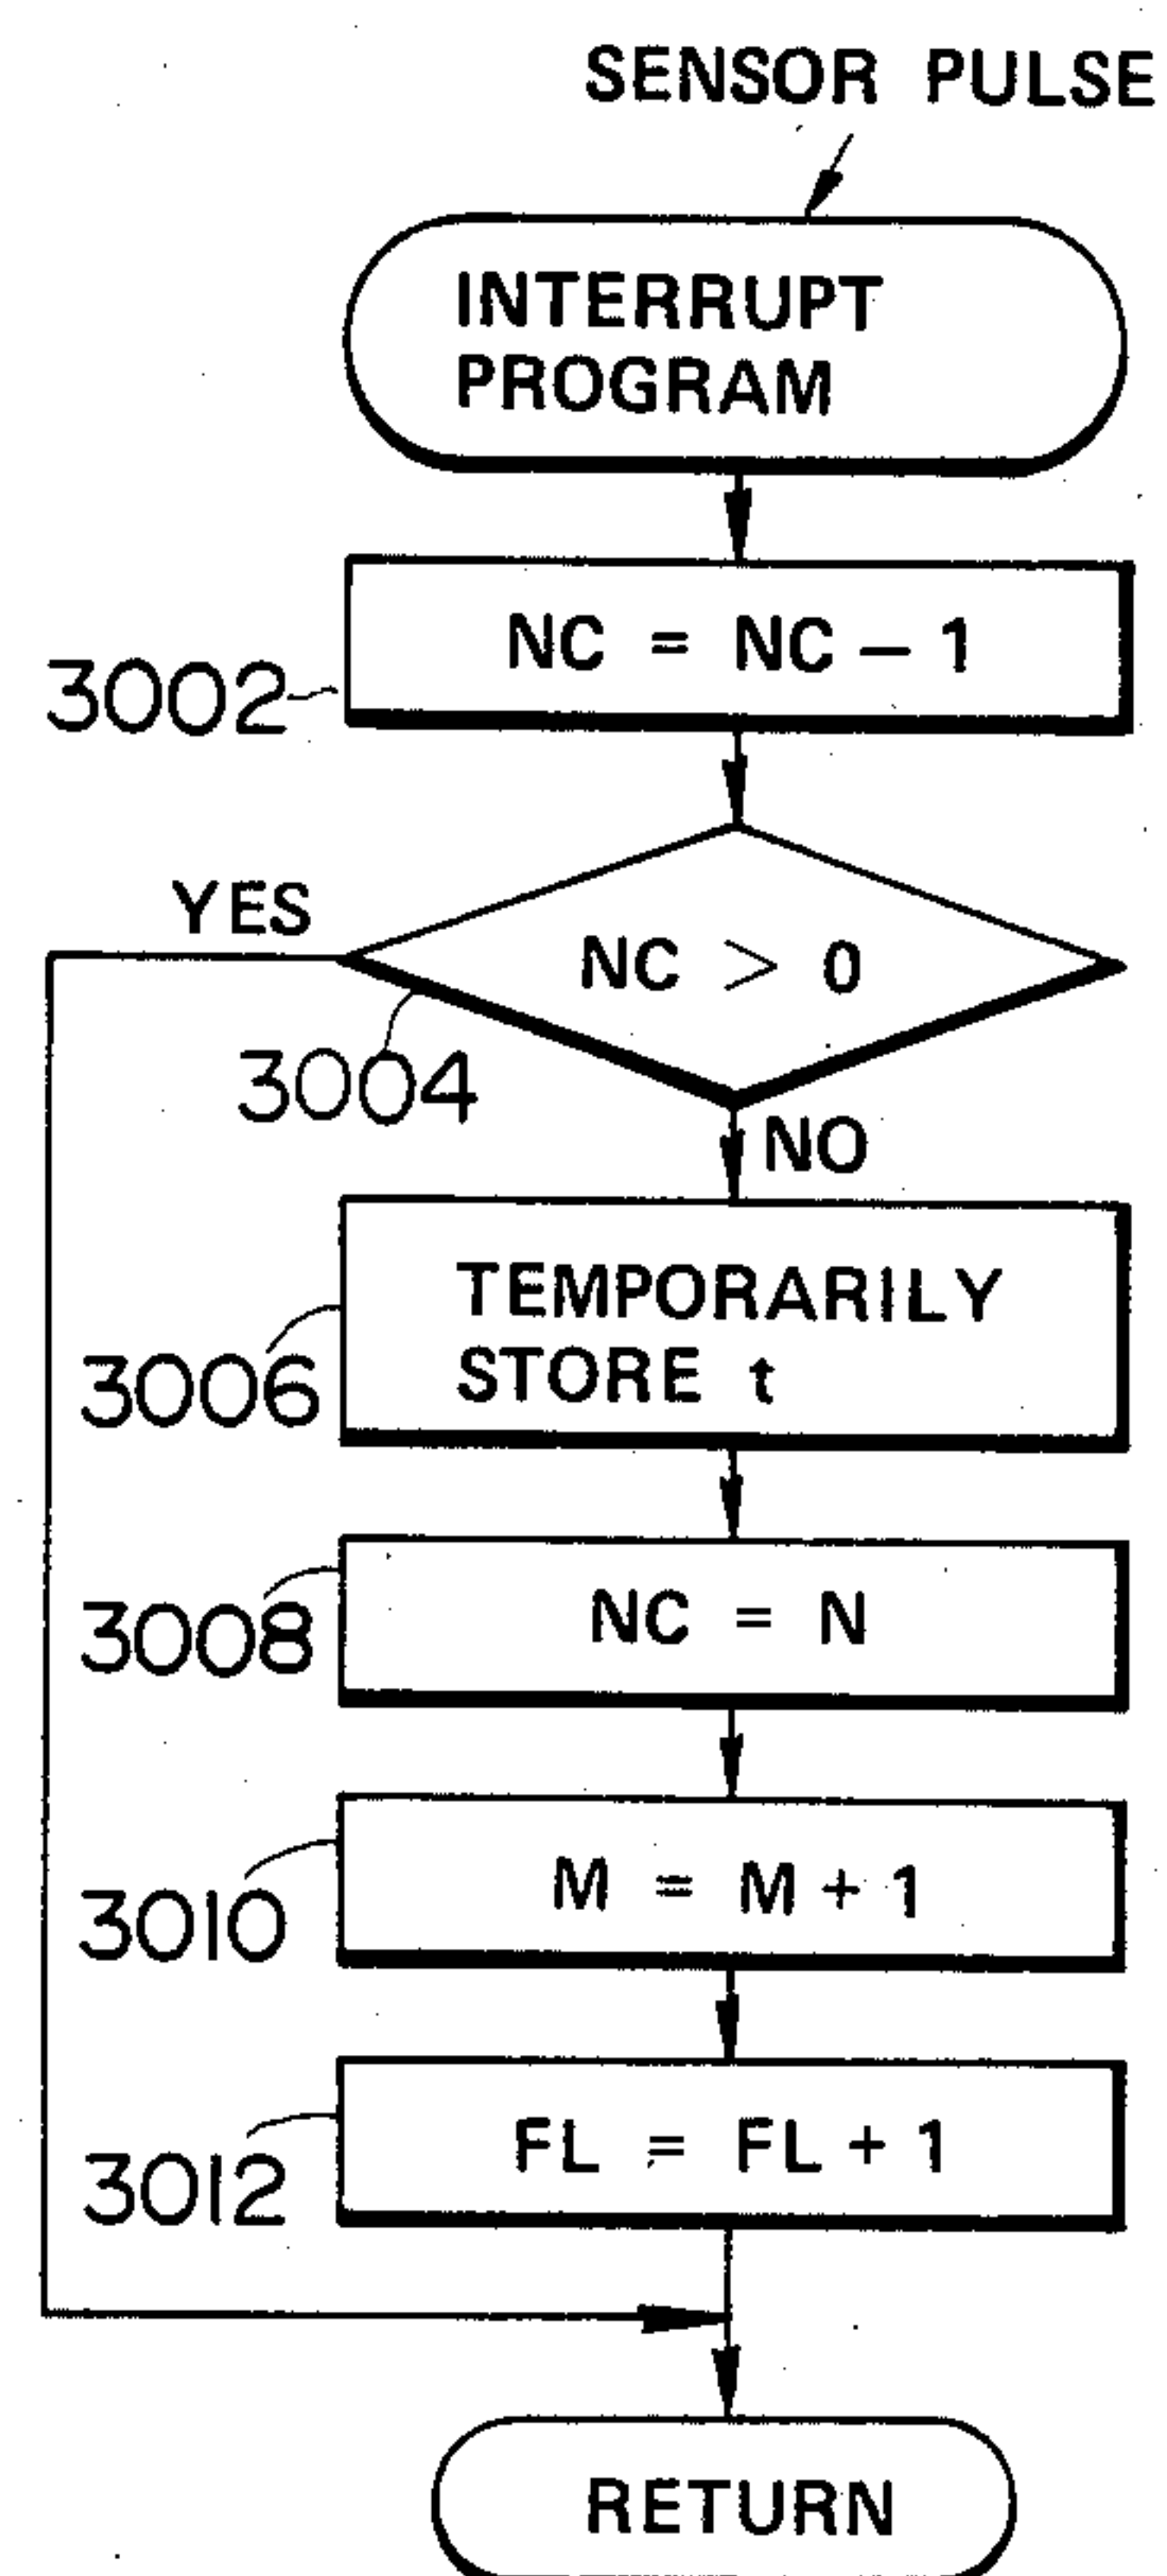 SENSOR PULSE
INTERRUPT
PROGRAM
NC = NC – 1
3002
YES
NC > 0
3004
NO
TEMPORARILY
STORE t
3006
NC = N
3008
M = M + 1
3010
FL = FL + 1
3012
RETURN